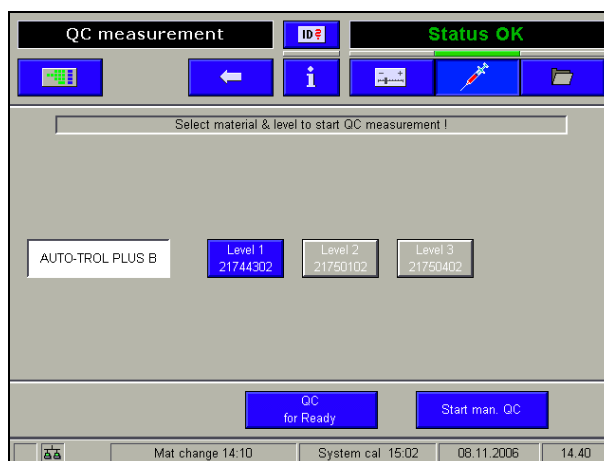 QC measurement
ID?
Status OK
i
- +
Select material & level to start QC measurement !
AUTO-TROL PLUS B
Level 1
21744302
Level 2
21750102
Level 3
21750402
QC
for Ready
Start man. QC
Mat change 14:10
System cal 15:02
08.11.2006
14.40